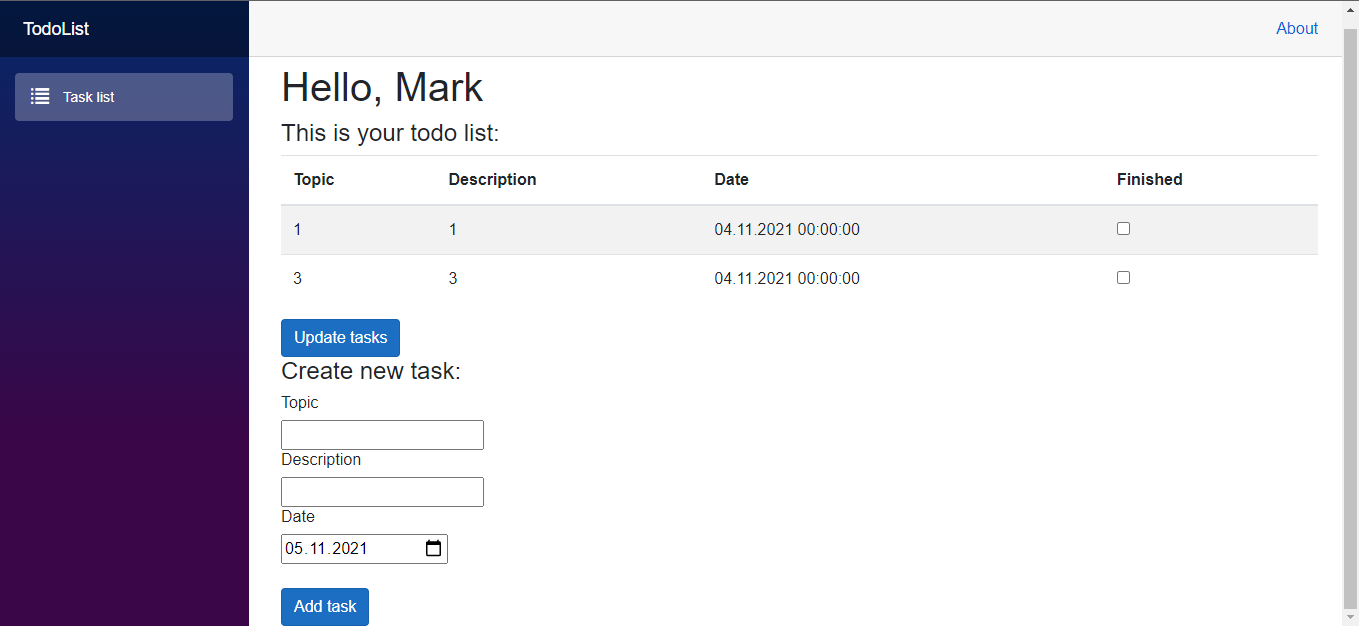 TodoList
About
Task list
Hello, Mark
This is your todo list:
Topic Description Date Finished
1 1 04.11.2021 00:00:00
3 3 04.11.2021 00:00:00
Update tasks
Create new task:
Topic
Description
Date
05.11.2021
Add task